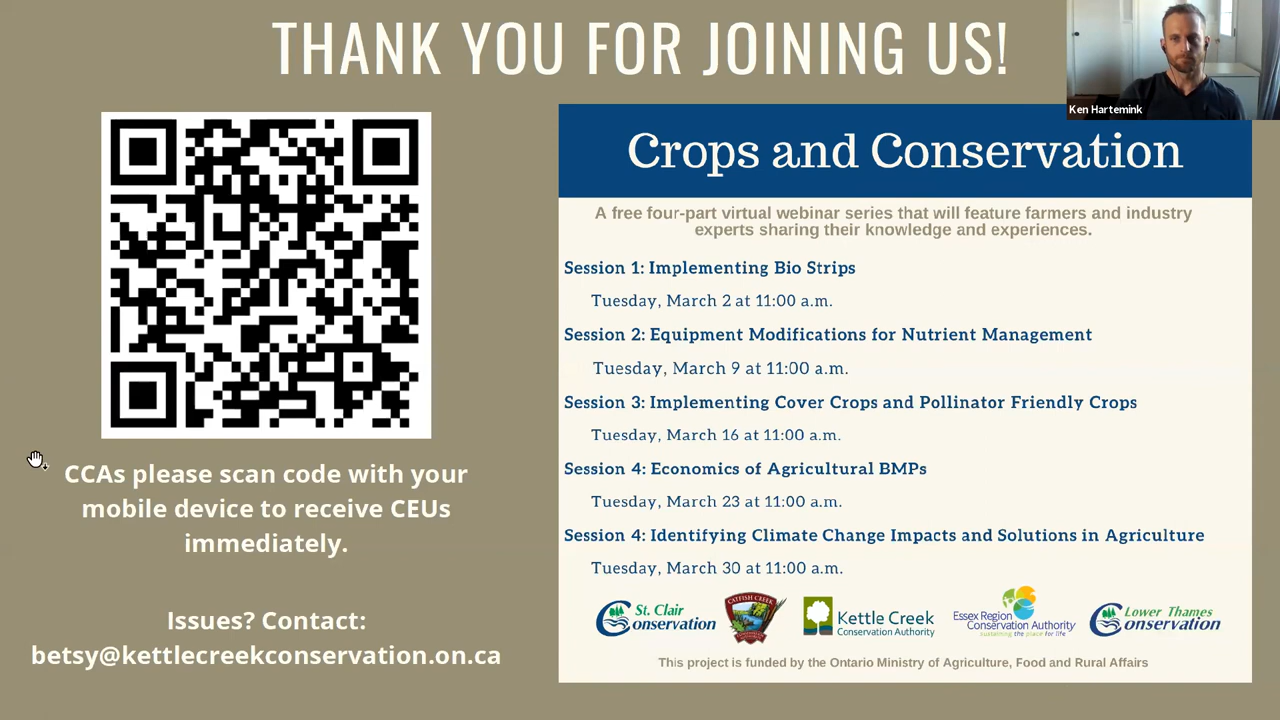 THANK YOU FOR JOINING US!
Ken Hartemink
CCAs please scan code with your
mobile device to receive CEUs
immediately.
Issues? Contact:
betsy@kettlecreekconservation.on.ca
Crops and Conservation
A free four-part virtual webinar series that will feature farmers and industry
experts sharing their knowledge and experiences.
Session 1: Implementing Bio Strips
Tuesday, March 2 at 11:00 a.m.
Session 2: Equipment Modifications for Nutrient Management
Tuesday, March 9 at 11:00 a.m.
Session 3: Implementing Cover Crops and Pollinator Friendly Crops
Tuesday, March 16 at 11:00 a.m.
Session 4: Economics of Agricultural BMPs
Tuesday, March 23 at 11:00 a.m.
Session 4: Identifying Climate Change Impacts and Solutions in Agriculture
Tuesday, March 30 at 11:00 a.m.
St. Clair
Conservation
CATFISH CREEK
Kettle Creek
Conservation Authority
Essex Region
Conservation Authority
sustaining the place for life
Lower Thames
Conservation
This project is funded by the Ontario Ministry of Agriculture, Food and Rural Affairs